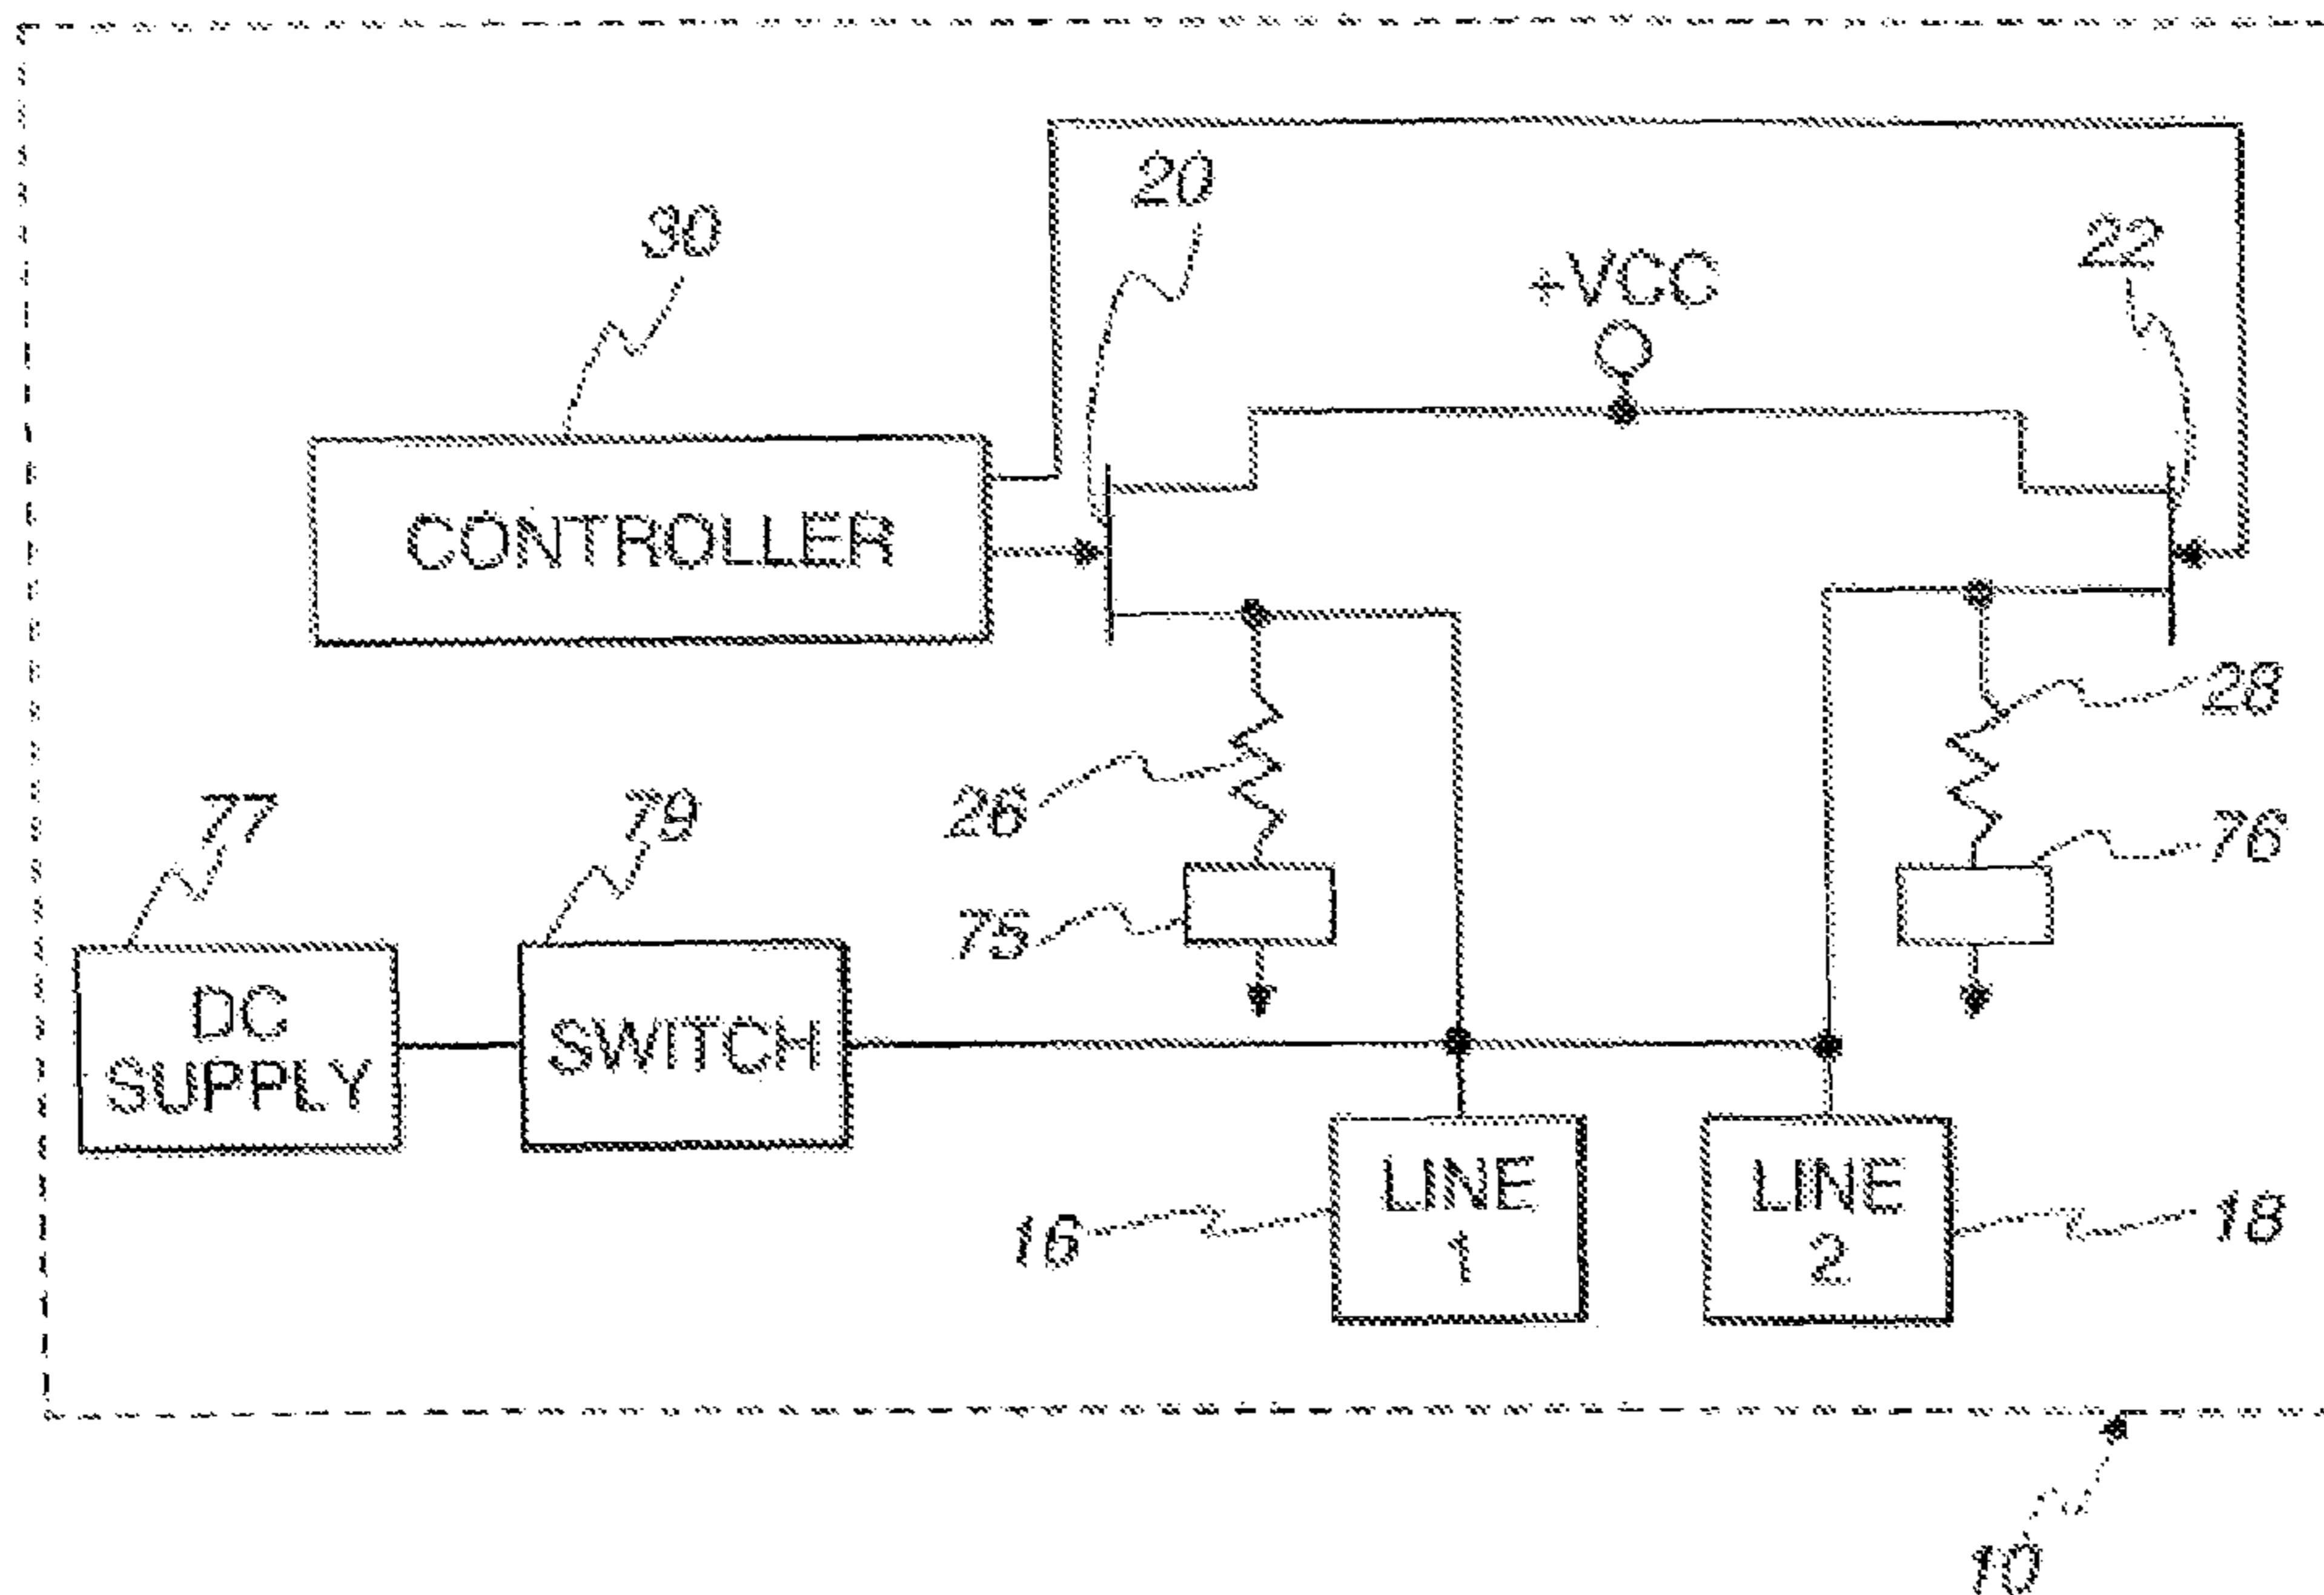 20
30
22
+VCC
CONTROLLER
28
26
77
79
76
75
DC
SUPPLY
SWITCH
LINE
1
LINE
2
16
18
10